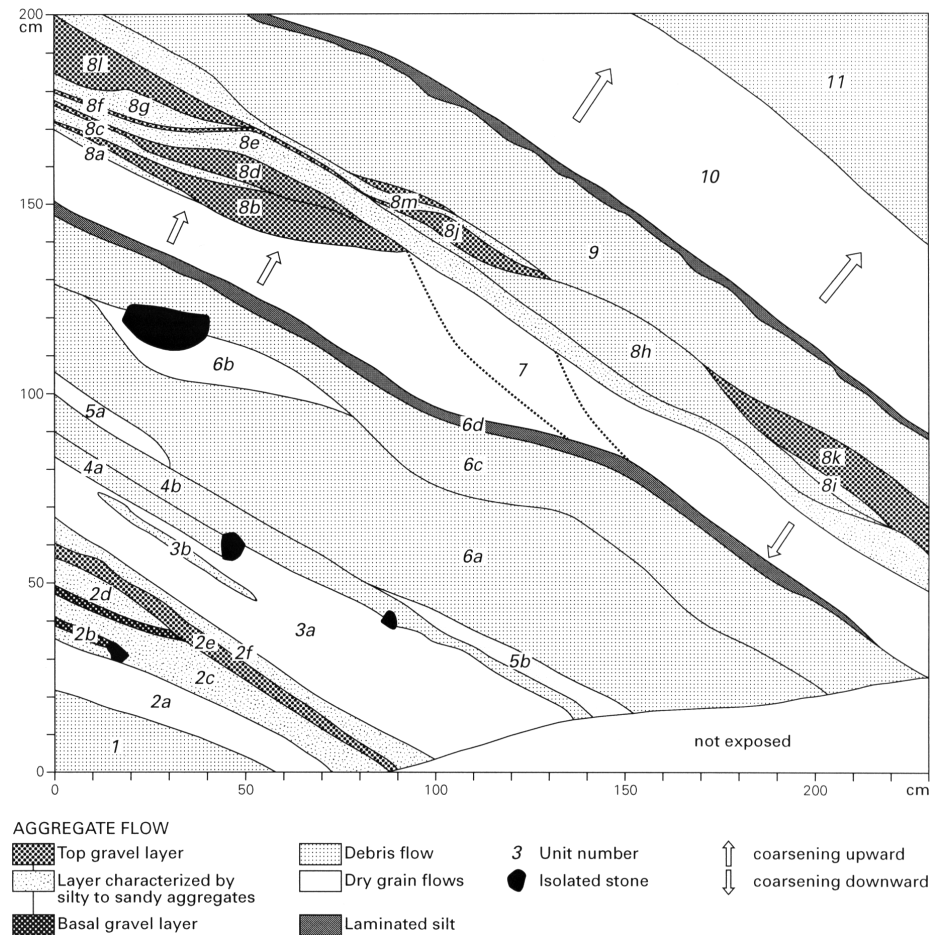 200
cm
150
100
50
0
0
50
100
150
200
cm
11
10
9
8l
8f
8g
8c
8e
8a
8d
8b
8m
8j
8h
7
6b
6d
8k
8i
5a
6c
4a
4b
3b
6a
2d
2b
2e
2f
3a
2c
5b
2a
1
not exposed
AGGREGATE FLOW
Top gravel layer
Layer characterized by
silty to sandy aggregates
Basal gravel layer
Debris flow
Dry grain flows
Laminated silt
3 Unit number
Isolated stone
coarsening upward
coarsening downward